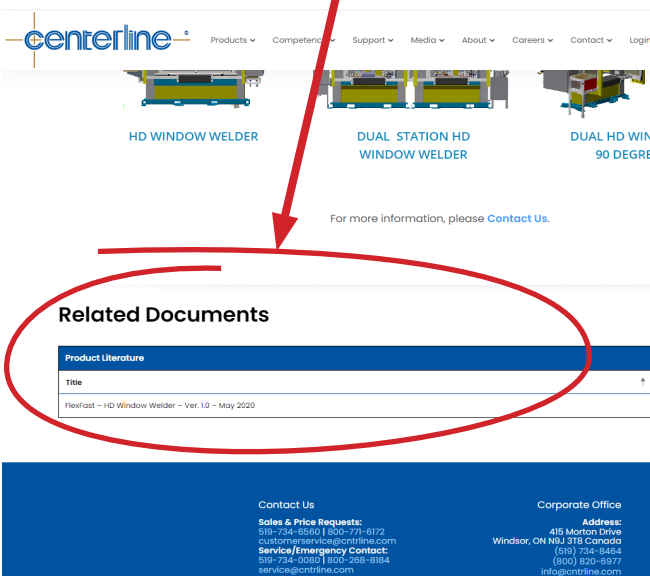 centerline
Products Competency Support Media About Careers Contact Login
HD WINDOW WELDER
DUAL STATION HD
WINDOW WELDER
DUAL HD WIN
90 DEGRE
For more information, please Contact Us.
Related Documents
Product Literature
Title
FlexFast – HD Window Welder – Ver. 1.0 – May 2020
Contact Us
Sales & Price Requests:
519-734-6560 | 800-771-6172
customerservice@cntrline.com
Service/Emergency Contact:
519-734-0080 | 800-268-8184
service@cntrline.com
Corporate Office
Address:
415 Morton Drive
Windsor, ON N9J 3T8 Canada
(519) 734-8464
(800) 820-6977
info@cntrline.com